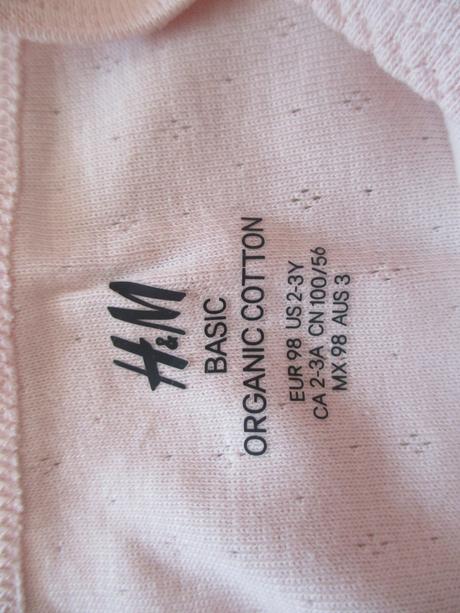 H&M
BASIC
ORGANIC COTTON
EUR 98 US 2-3Y
CA 2-3A CN 100/56
MX 98 AUS 3